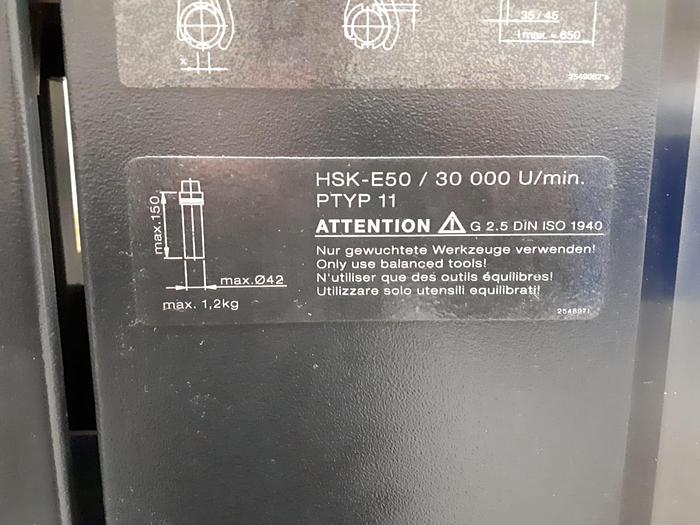 35 / 45
l max. = 650
x
HSK-E50 / 30 000 U/min.
PTYP 11
ATTENTION G 2.5 DIN ISO 1940
Nur gewuchtete Werkzeuge verwenden!
Only use balanced tools!
N'utiliser que des outils équilibrés!
Utilizzare solo utensili equilibrati!
max.150
max.Ø42
max. 1,2kg
2548971